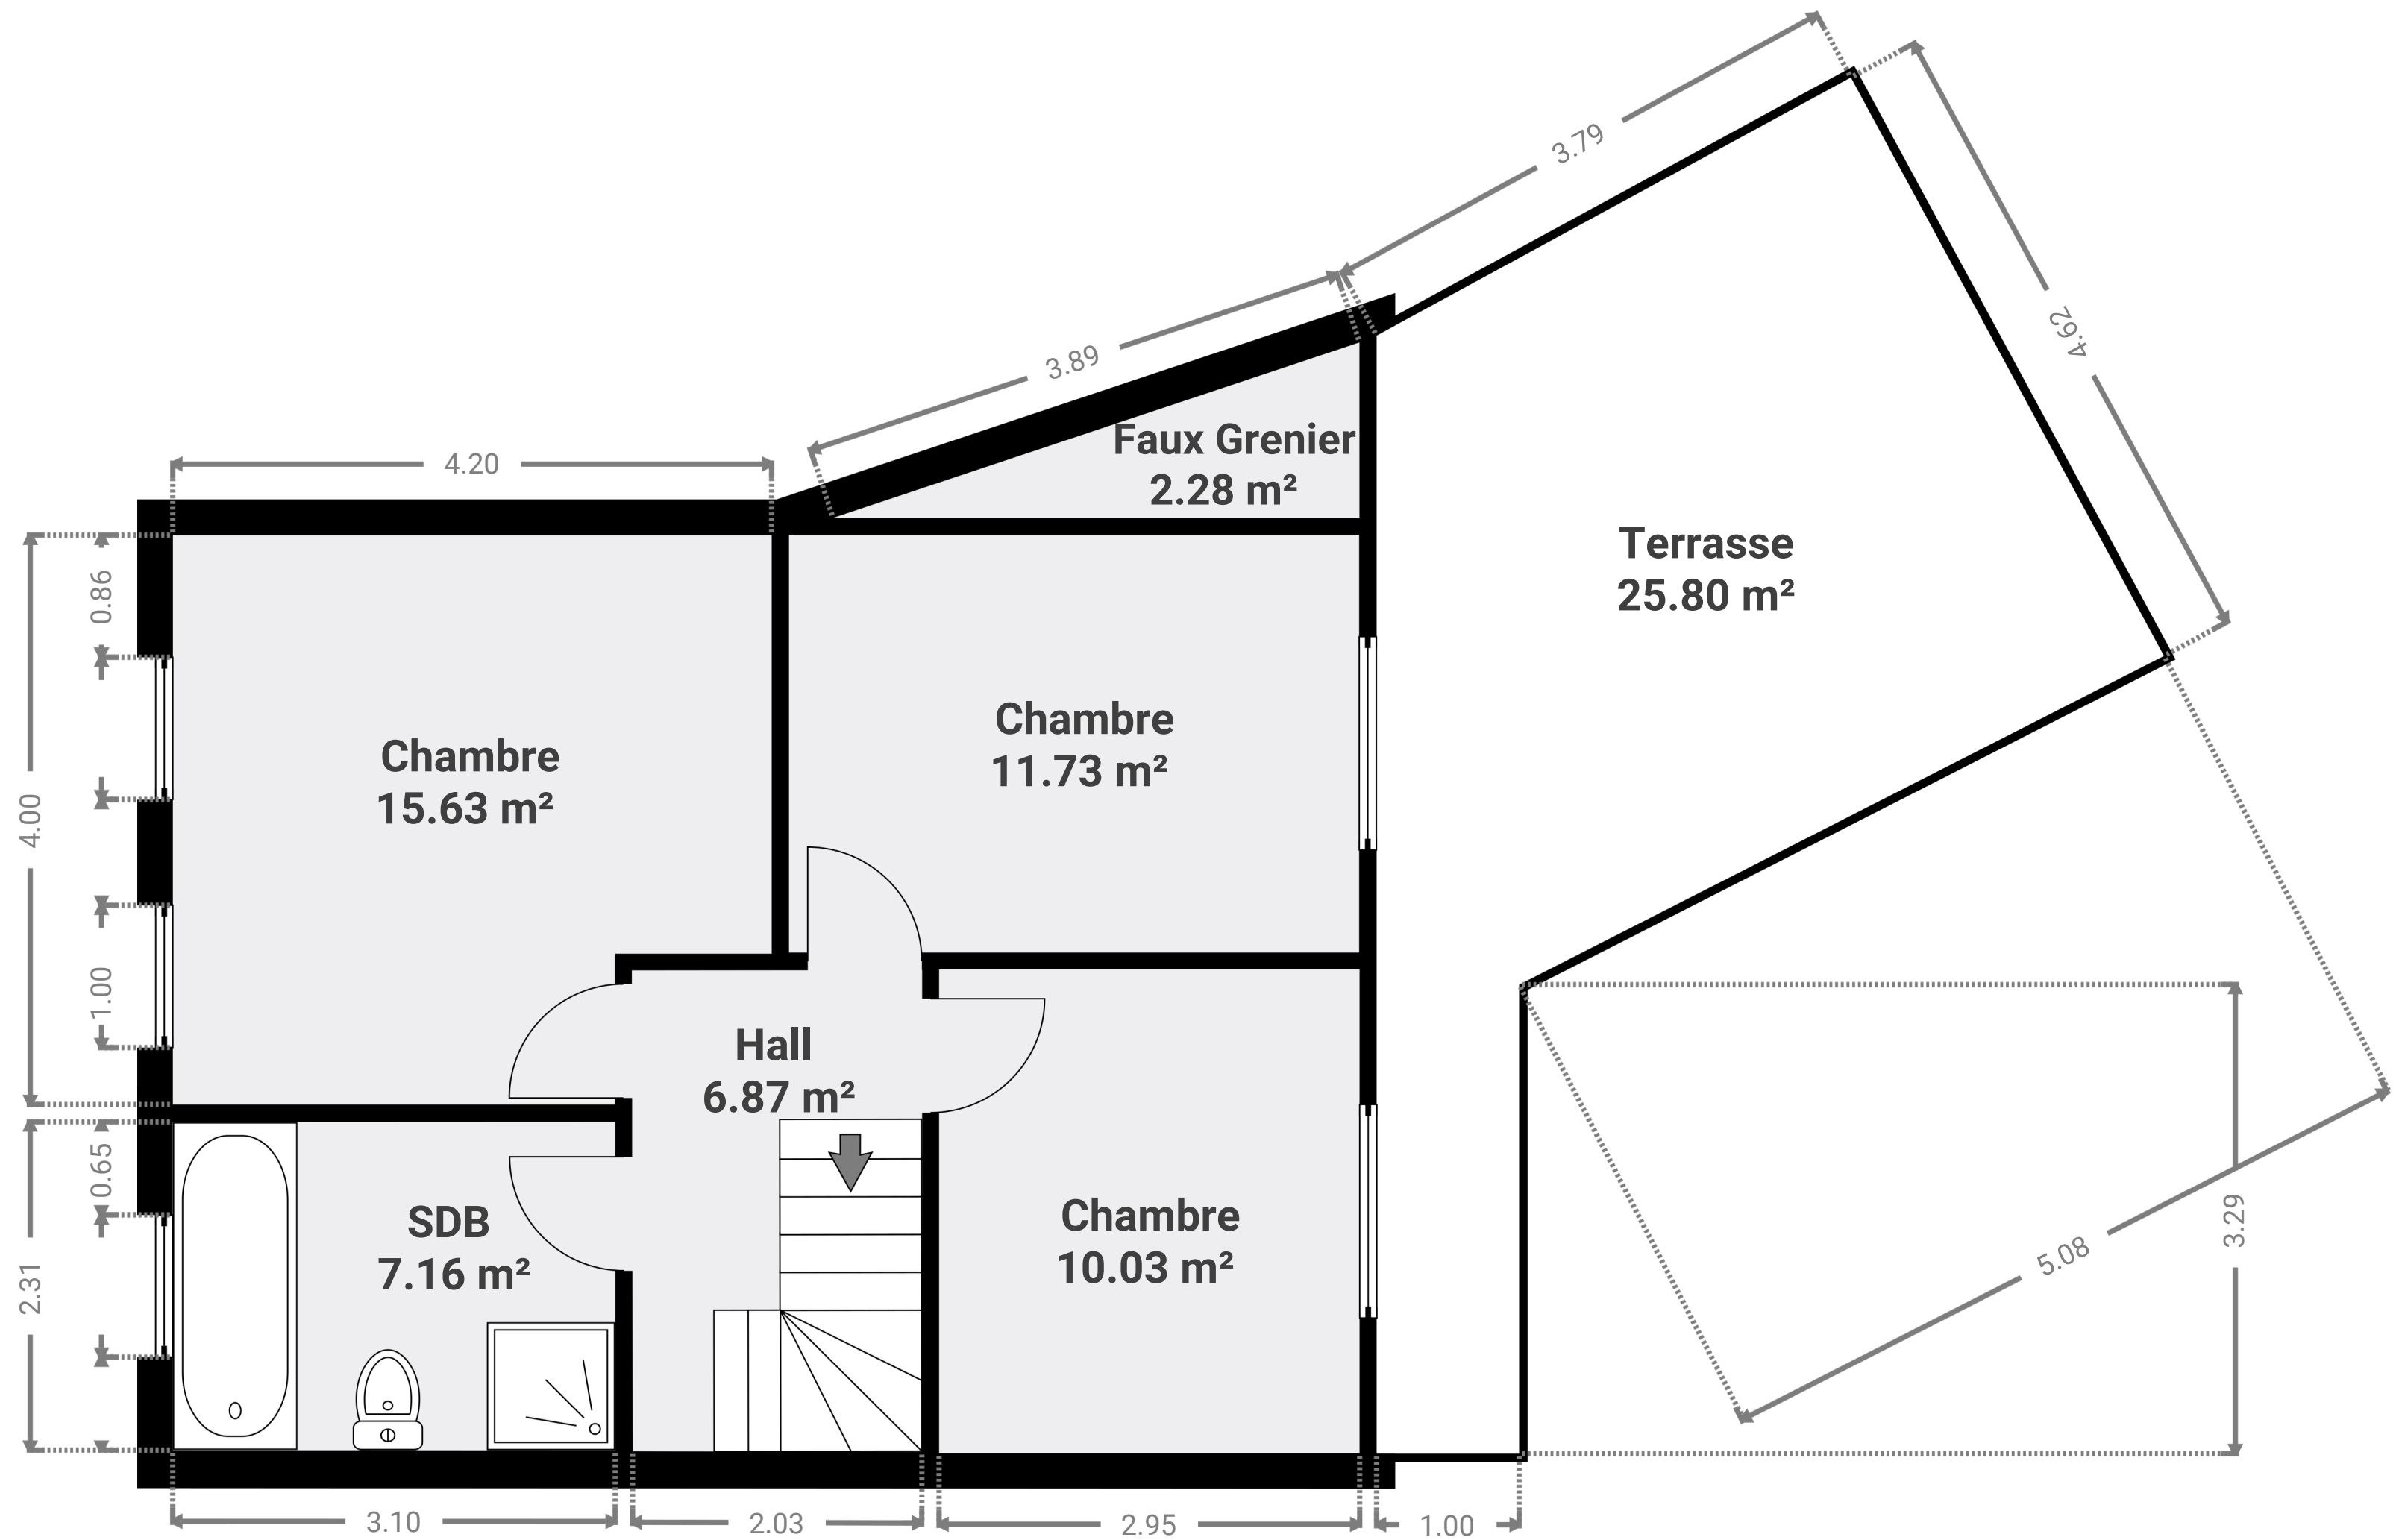 3.79
4.62
3.89
4.20
Faux Grenier
2.28 m²
Terrasse
25.80 m²
0.86
Chambre
11.73 m²
Chambre
15.63 m²
4.00
1.00
Hall
6.87 m²
0.65
SDB
7.16 m²
Chambre
10.03 m²
3.29
5.08
2.31
3.10
2.03
2.95
1.00